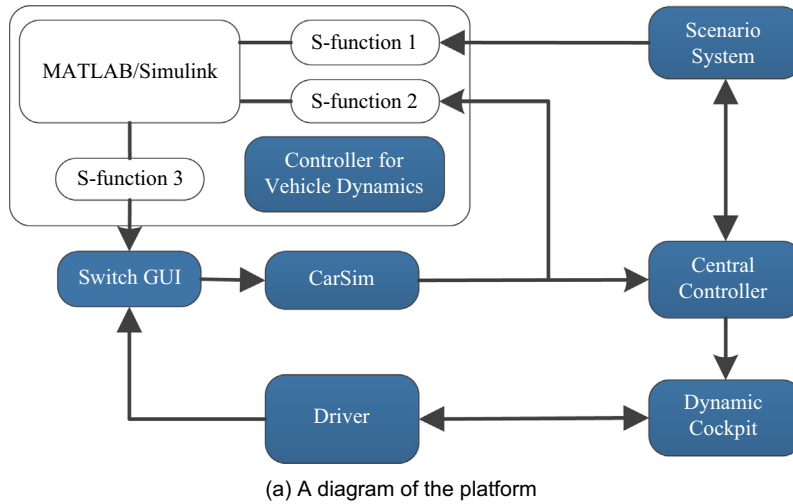 S-function 1
Scenario
System
MATLAB/Simulink
S-function 2
Controller for
Vehicle Dynamics
S-function 3
Switch GUI
CarSim
Central
Controller
Driver
Dynamic
Cockpit
(a) A diagram of the platform